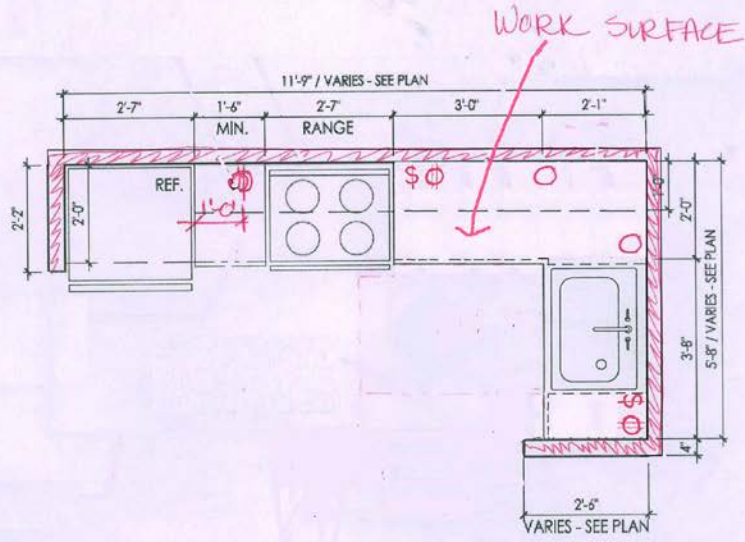 WORK SURFACE
11'-9" / VARIES - SEE PLAN
2'-7" 1'-6" 2'-7" 3'-0" 2'-1"
MIN. RANGE
REF.
$
1'-0"
2'-2"
2'-0"
1'-0"
2'-0"
3'-8"
5'-8" / VARIES - SEE PLAN
$
4"
2'-6"
VARIES - SEE PLAN